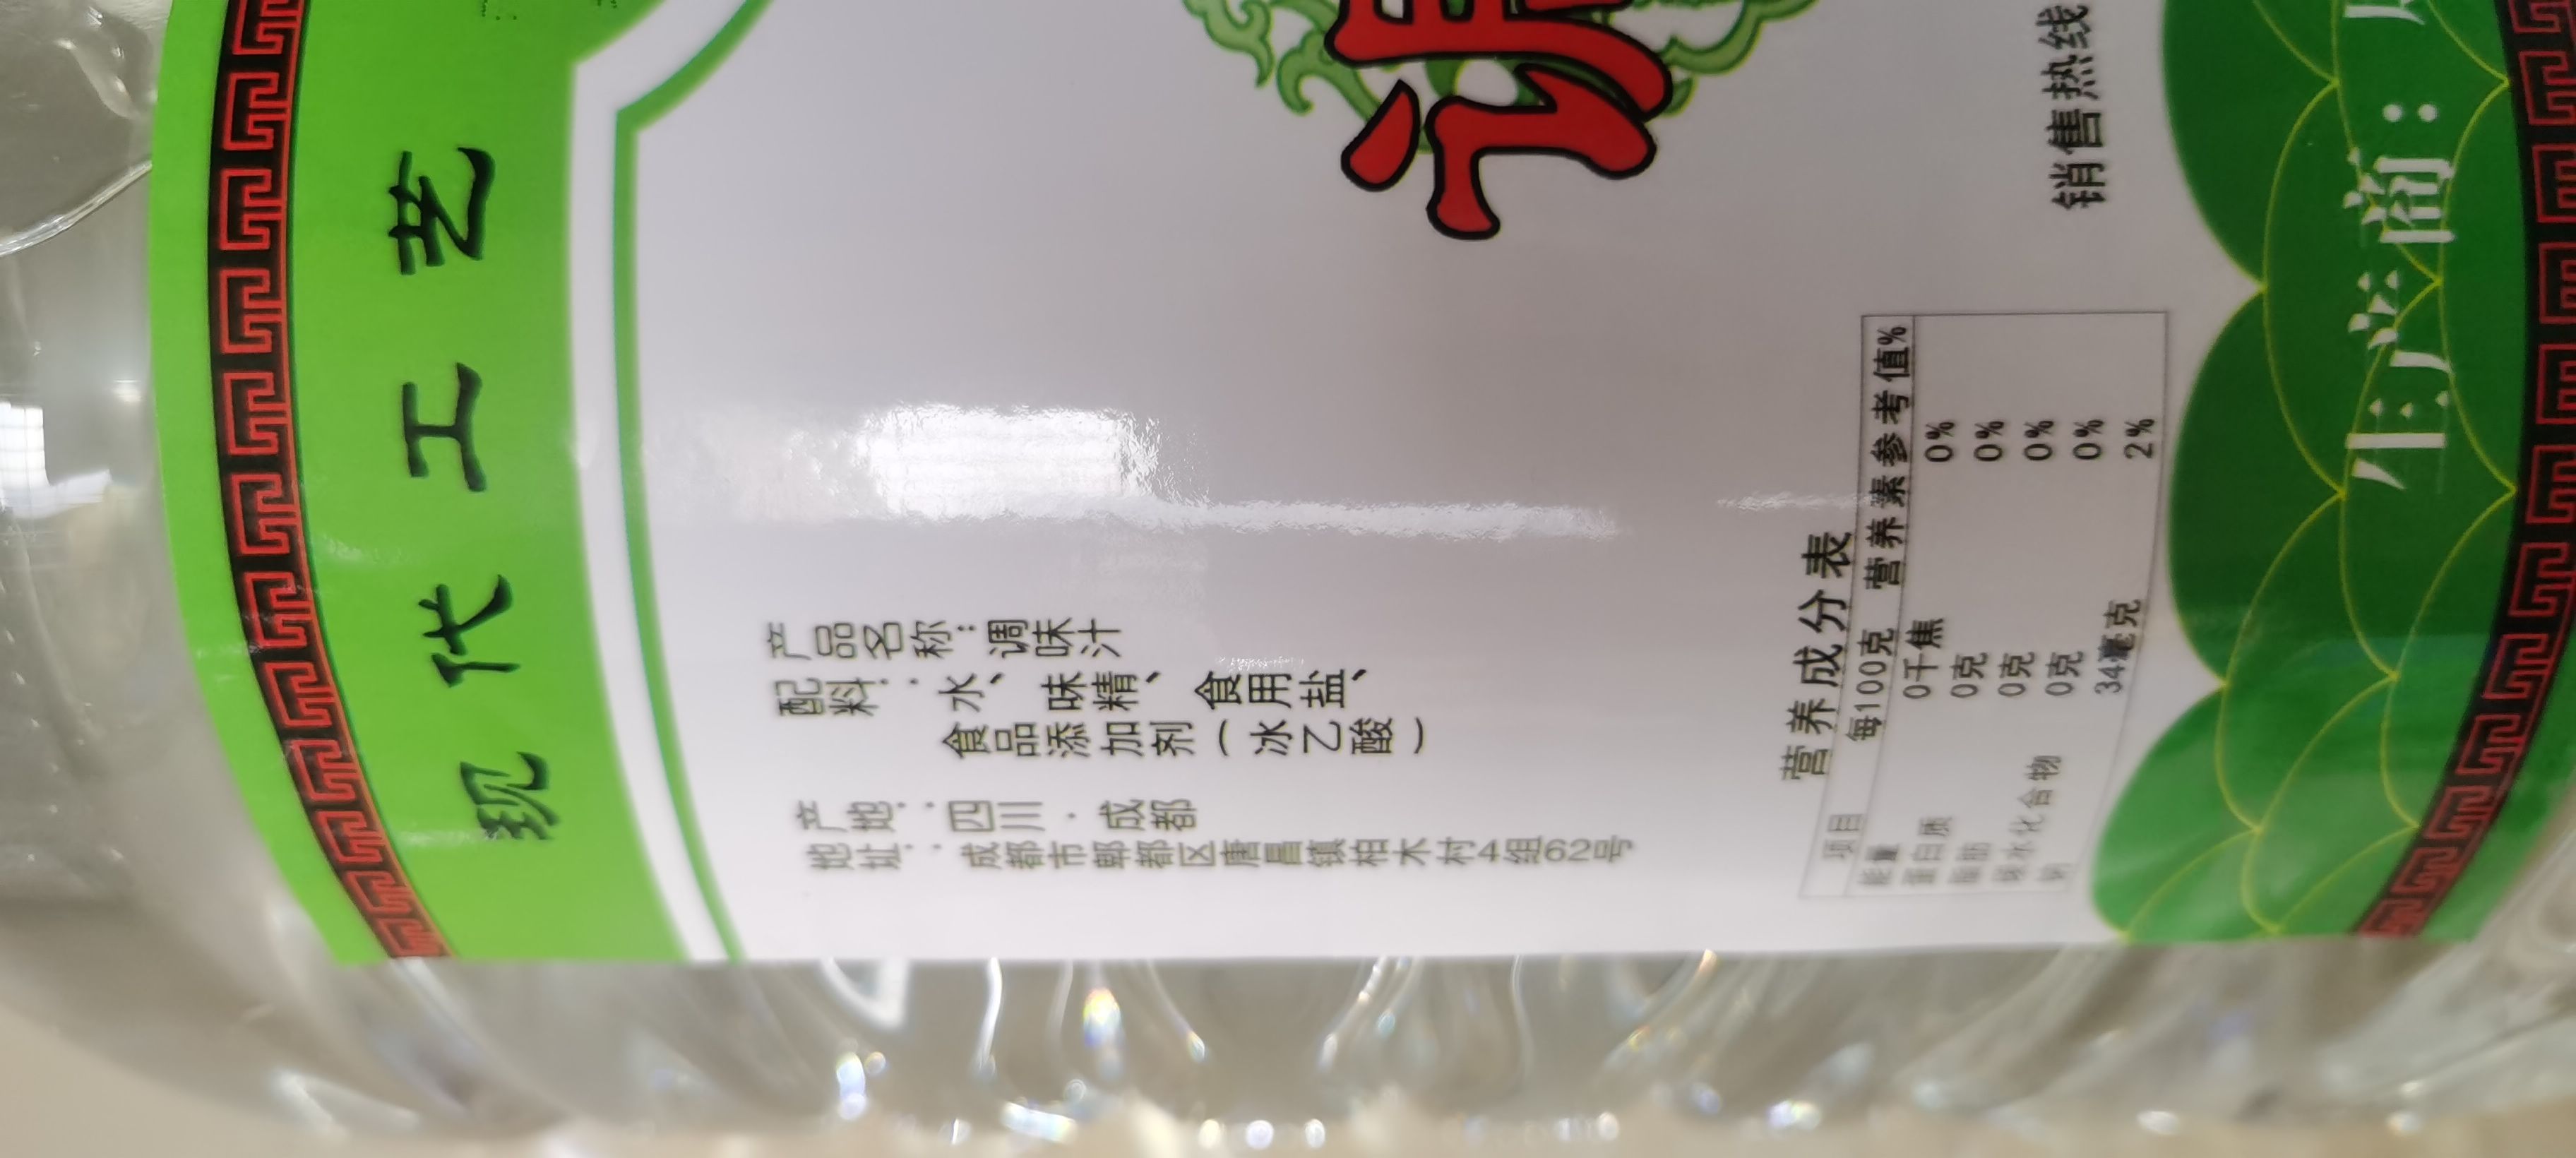 现代工艺
调
产品名称：调味汁
配料：水、味精、食用盐、
食品添加剂（冰乙酸）
产地：四川·成都
地址：成都市郫都区唐昌镇柏木村4组62号
营养成分表
项目 每100克 营养素参考值%
能量 0千焦 0%
蛋白质 0克 0%
脂肪 0克 0%
碳水化合物 0克 0%
钠 34毫克 2%
销售热线
生产商：